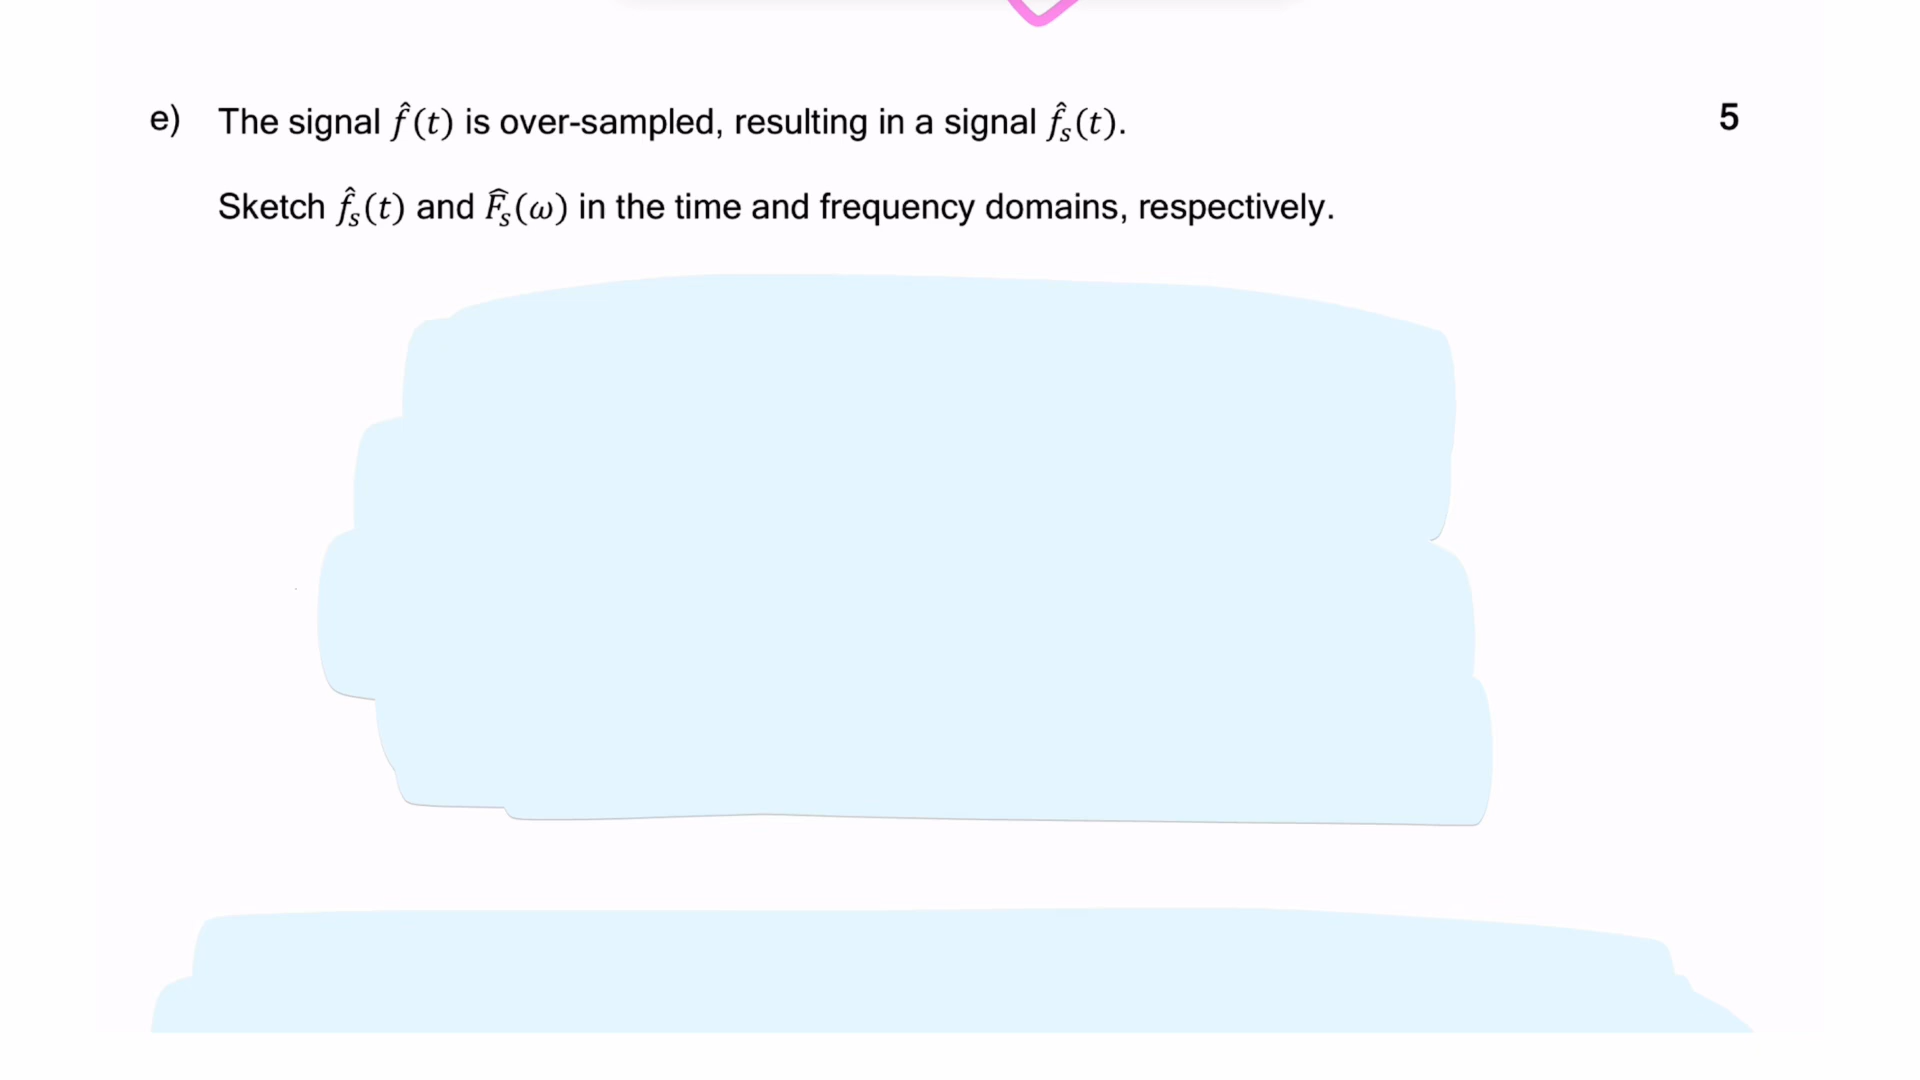 e) The signal f̂(t) is over-sampled, resulting in a signal f̂ₛ(t). 5
Sketch f̂ₛ(t) and F̂ₛ(ω) in the time and frequency domains, respectively.